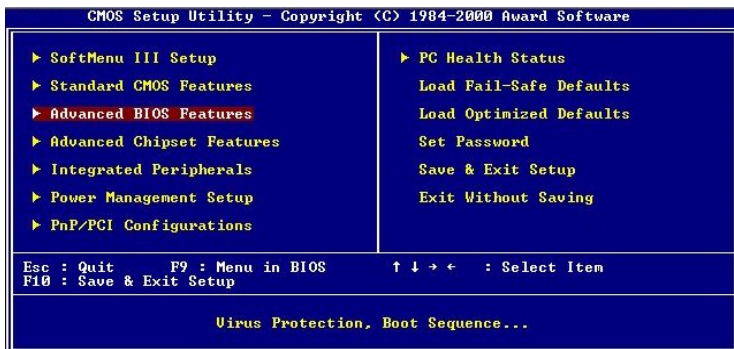 CMOS Setup Utility - Copyright (C) 1984-2000 Award Software
► SoftMenu III Setup
► Standard CMOS Features
► Advanced BIOS Features
► Advanced Chipset Features
► Integrated Peripherals
► Power Management Setup
► PnP/PCI Configurations
► PC Health Status
Load Fail-Safe Defaults
Load Optimized Defaults
Set Password
Save & Exit Setup
Exit Without Saving
Esc : Quit F9 : Menu in BIOS ↑ ↓ → ← : Select Item
F10 : Save & Exit Setup
Virus Protection, Boot Sequence...